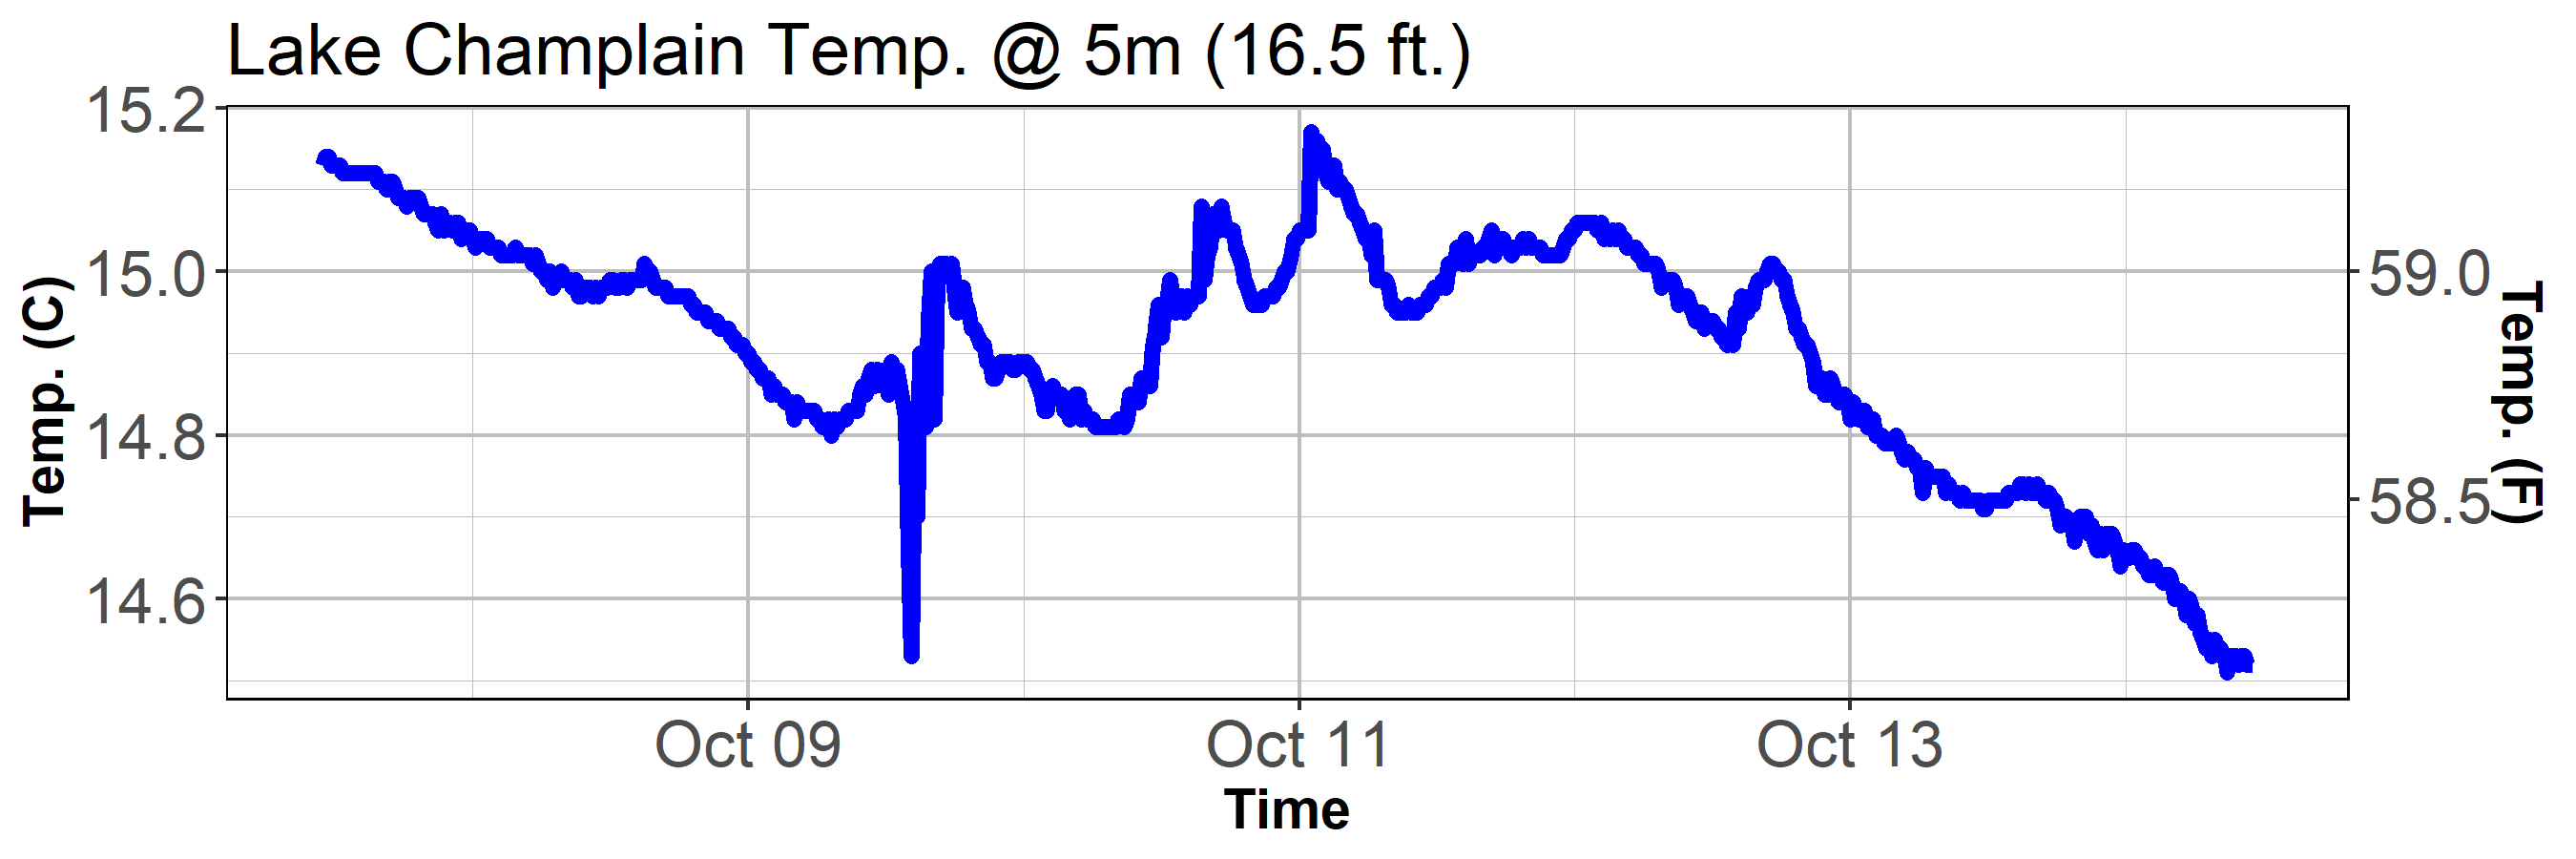 Lake Champlain Temp. @ 5m (16.5 ft.)
15.2
15.0
14.8
14.6
Temp. (C)
59.0
58.5
Temp. (F)
Oct 09
Oct 11
Oct 13
Time